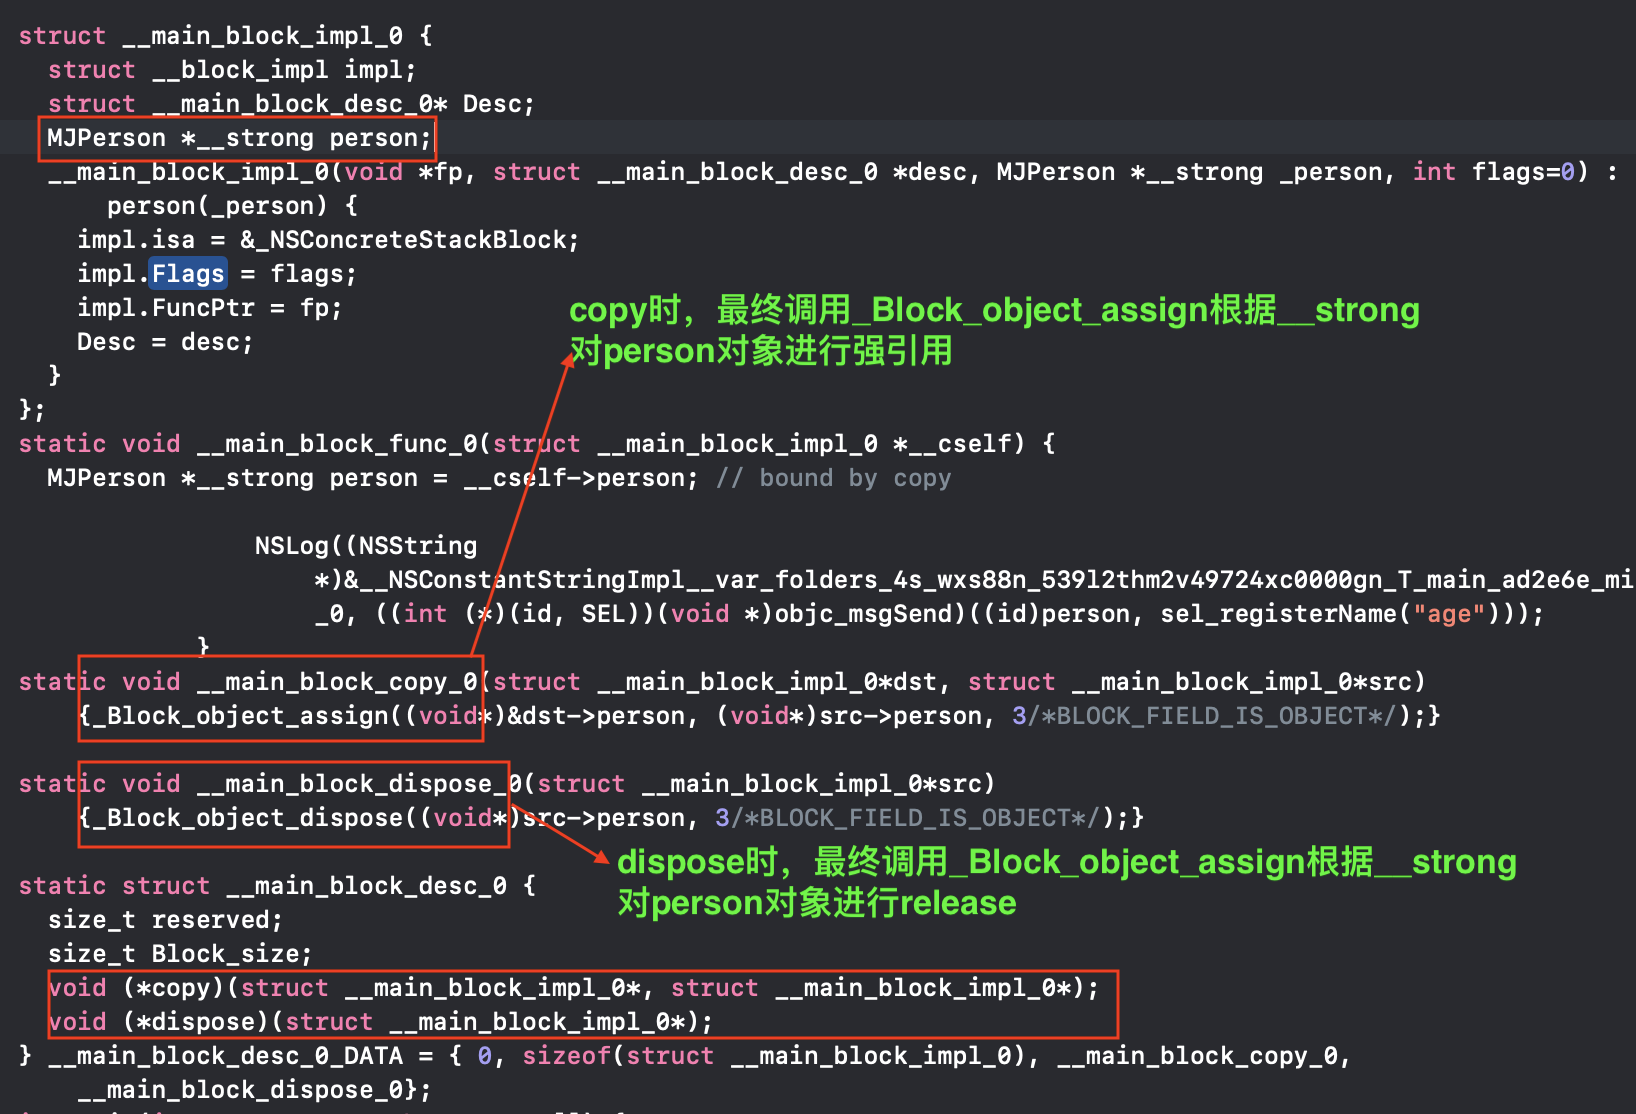 struct __main_block_impl_0 {
struct __block_impl impl;
struct __main_block_desc_0* Desc;
MJPerson *__strong person;
__main_block_impl_0(void *fp, struct __main_block_desc_0 *desc, MJPerson *__strong _person, int flags=0) :
person(_person) {
impl.isa = &_NSConcreteStackBlock;
impl.Flags = flags;
impl.FuncPtr = fp;
Desc = desc;
}
};
copy时，最终调用_Block_object_assign根据__strong
对person对象进行强引用
static void __main_block_func_0(struct __main_block_impl_0 *__cself) {
MJPerson *__strong person = __cself->person; // bound by copy
NSLog((NSString
*)&__NSConstantStringImpl__var_folders_4s_wxs88n_539l2thm2v49724xc0000gn_T_main_ad2e6e_mi
_0, ((int (*)(id, SEL))(void *)objc_msgSend)((id)person, sel_registerName("age")));
}
static void __main_block_copy_0(struct __main_block_impl_0*dst, struct __main_block_impl_0*src)
{_Block_object_assign((void*)&dst->person, (void*)src->person, 3/*BLOCK_FIELD_IS_OBJECT*/);}
static void __main_block_dispose_0(struct __main_block_impl_0*src)
{_Block_object_dispose((void*)src->person, 3/*BLOCK_FIELD_IS_OBJECT*/);}
dispose时，最终调用_Block_object_assign根据__strong
对person对象进行release
static struct __main_block_desc_0 {
size_t reserved;
size_t Block_size;
void (*copy)(struct __main_block_impl_0*, struct __main_block_impl_0*);
void (*dispose)(struct __main_block_impl_0*);
} __main_block_desc_0_DATA = { 0, sizeof(struct __main_block_impl_0), __main_block_copy_0,
__main_block_dispose_0};